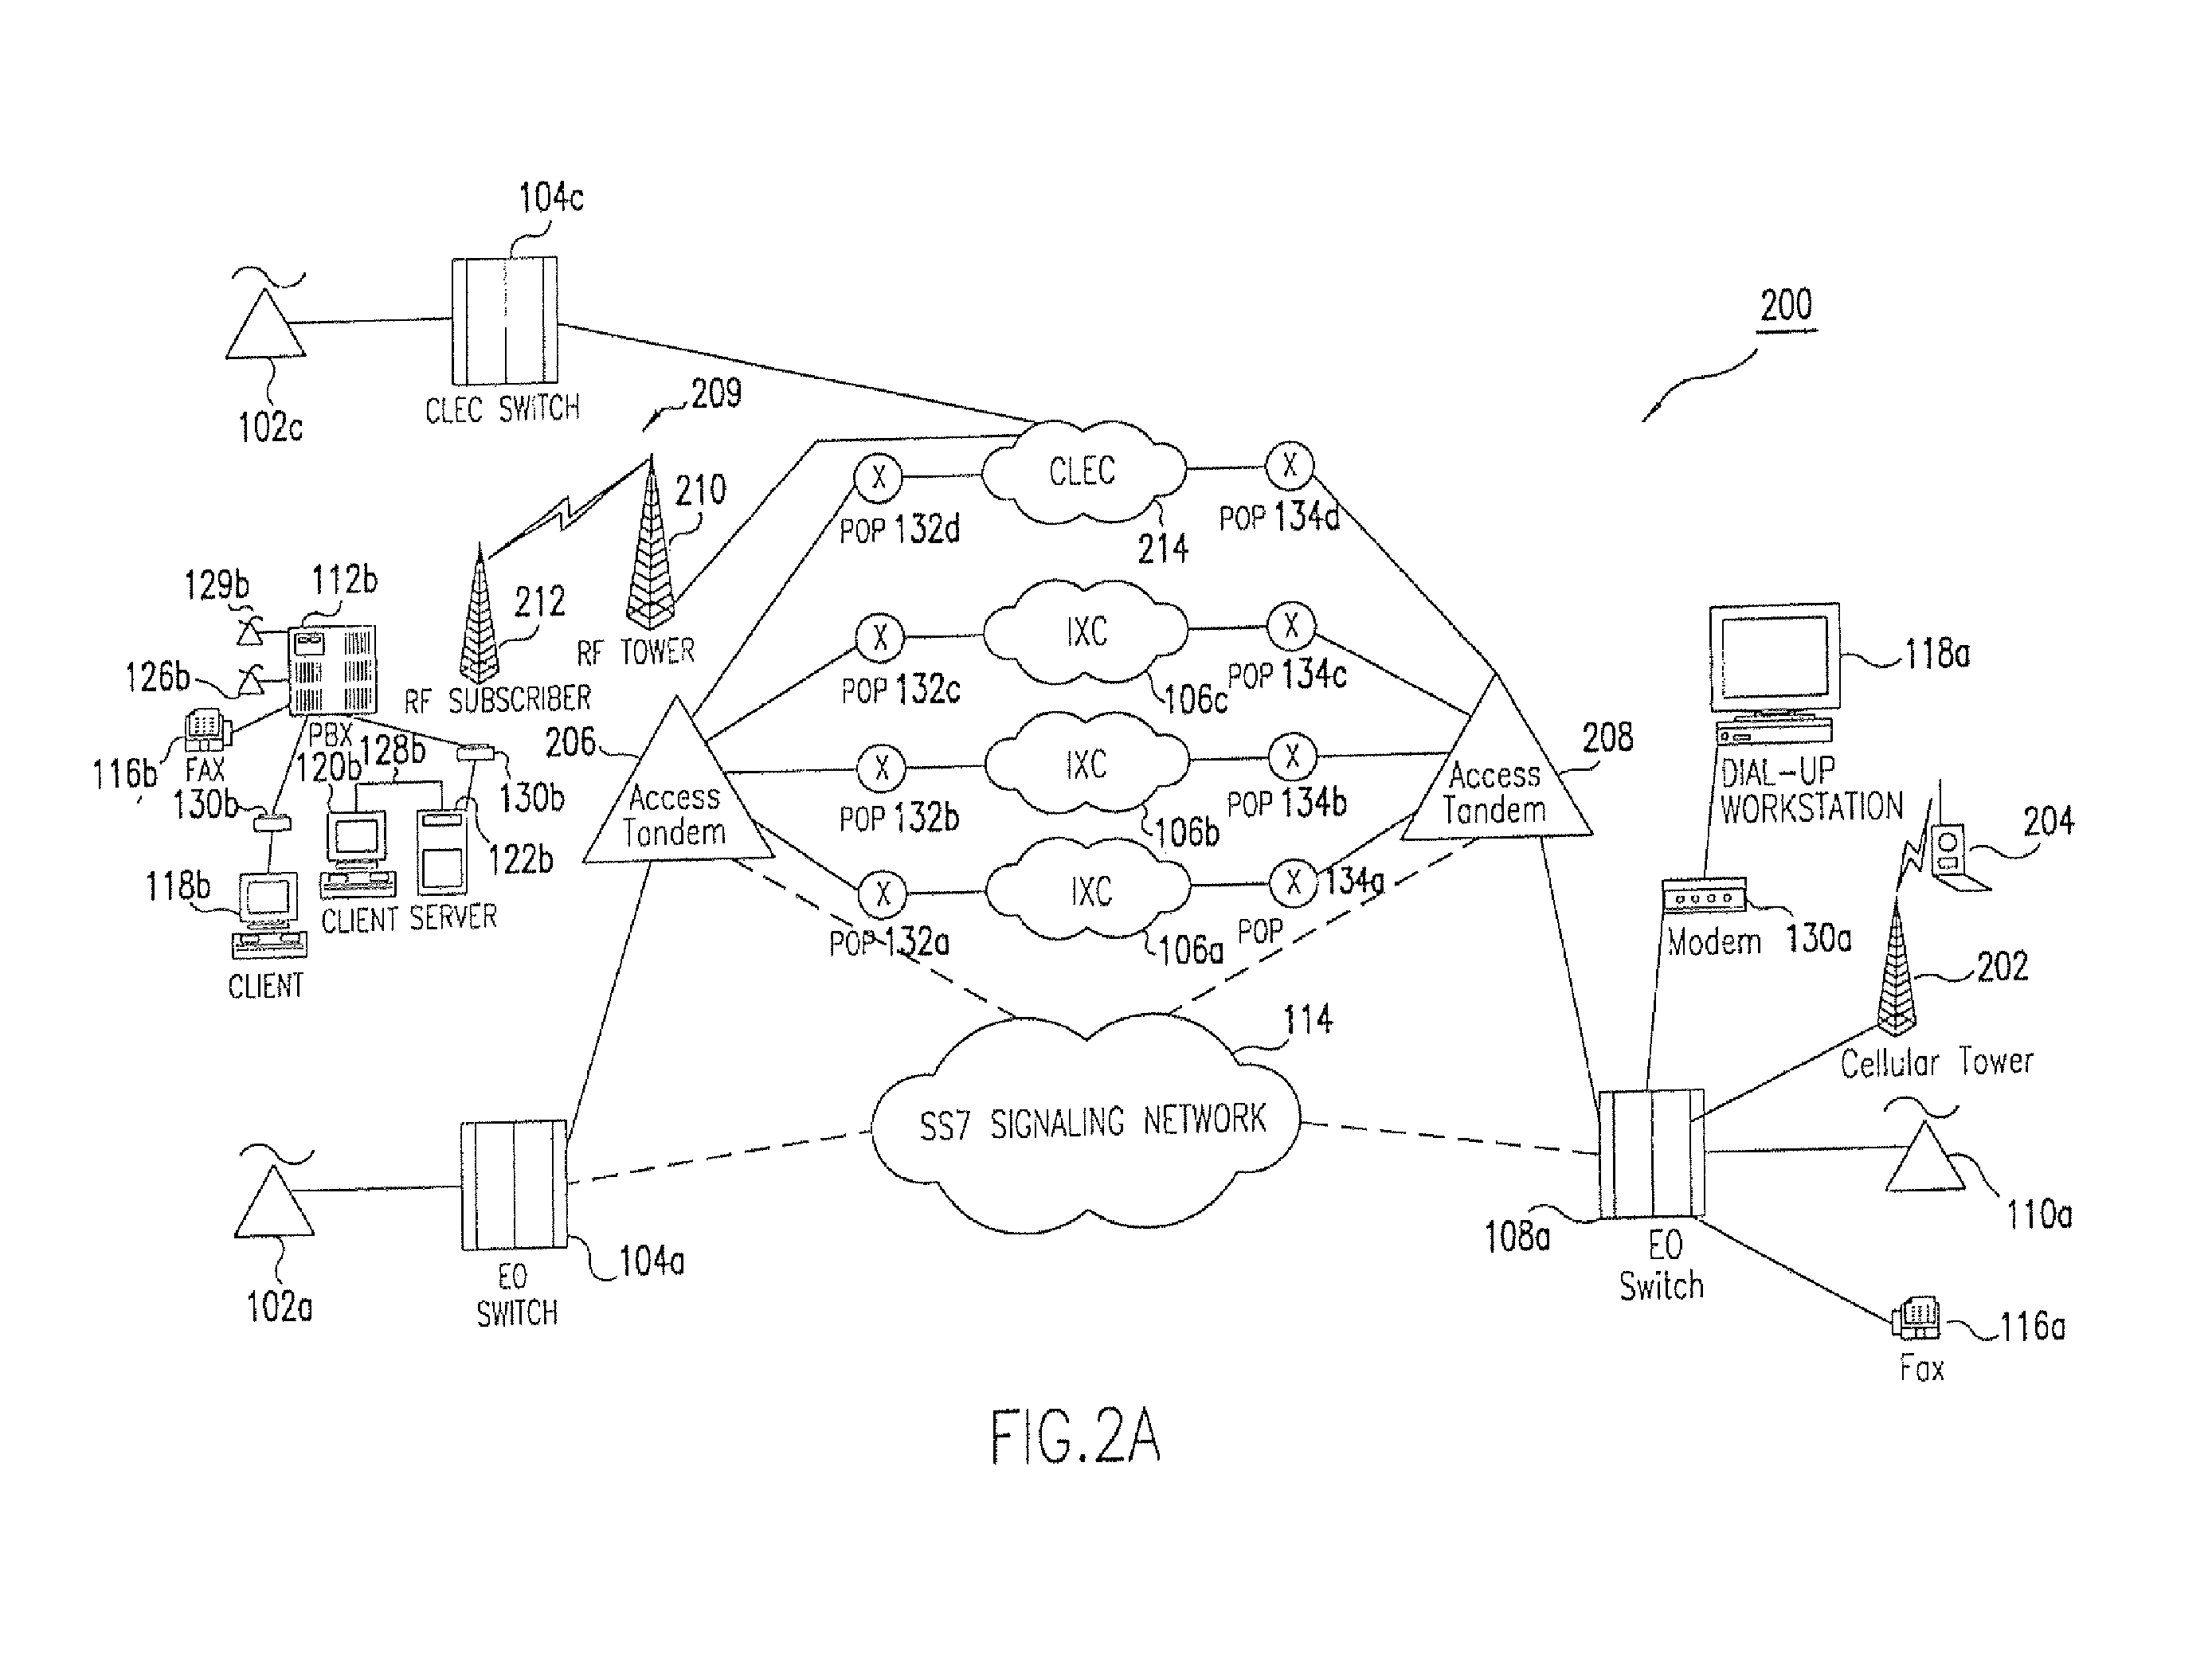 104c
200
102c
CLEC SWITCH
209
CLEC
X
X
210
POP 132d
POP 134d
214
129b
112b
212
RF TOWER
126b
RF SUBSCRIBER
X
IXC
X
118a
POP 132c
106c
POP 134c
PBX
206
208
116b
FAX
120b
128b
130b
130b
X
IXC
X
Access
Tandem
Access
Tandem
DIAL-UP
WORKSTATION
POP 132b
106b
POP 134b
204
122b
118b
X
IXC
X
134a
CLIENT SERVER
POP 132a
106a
POP
Modem
130a
202
CLIENT
114
Cellular Tower
SS7 SIGNALING NETWORK
110a
108a
EO
Switch
104a
EO
SWITCH
102a
116a
Fax
FIG.2A